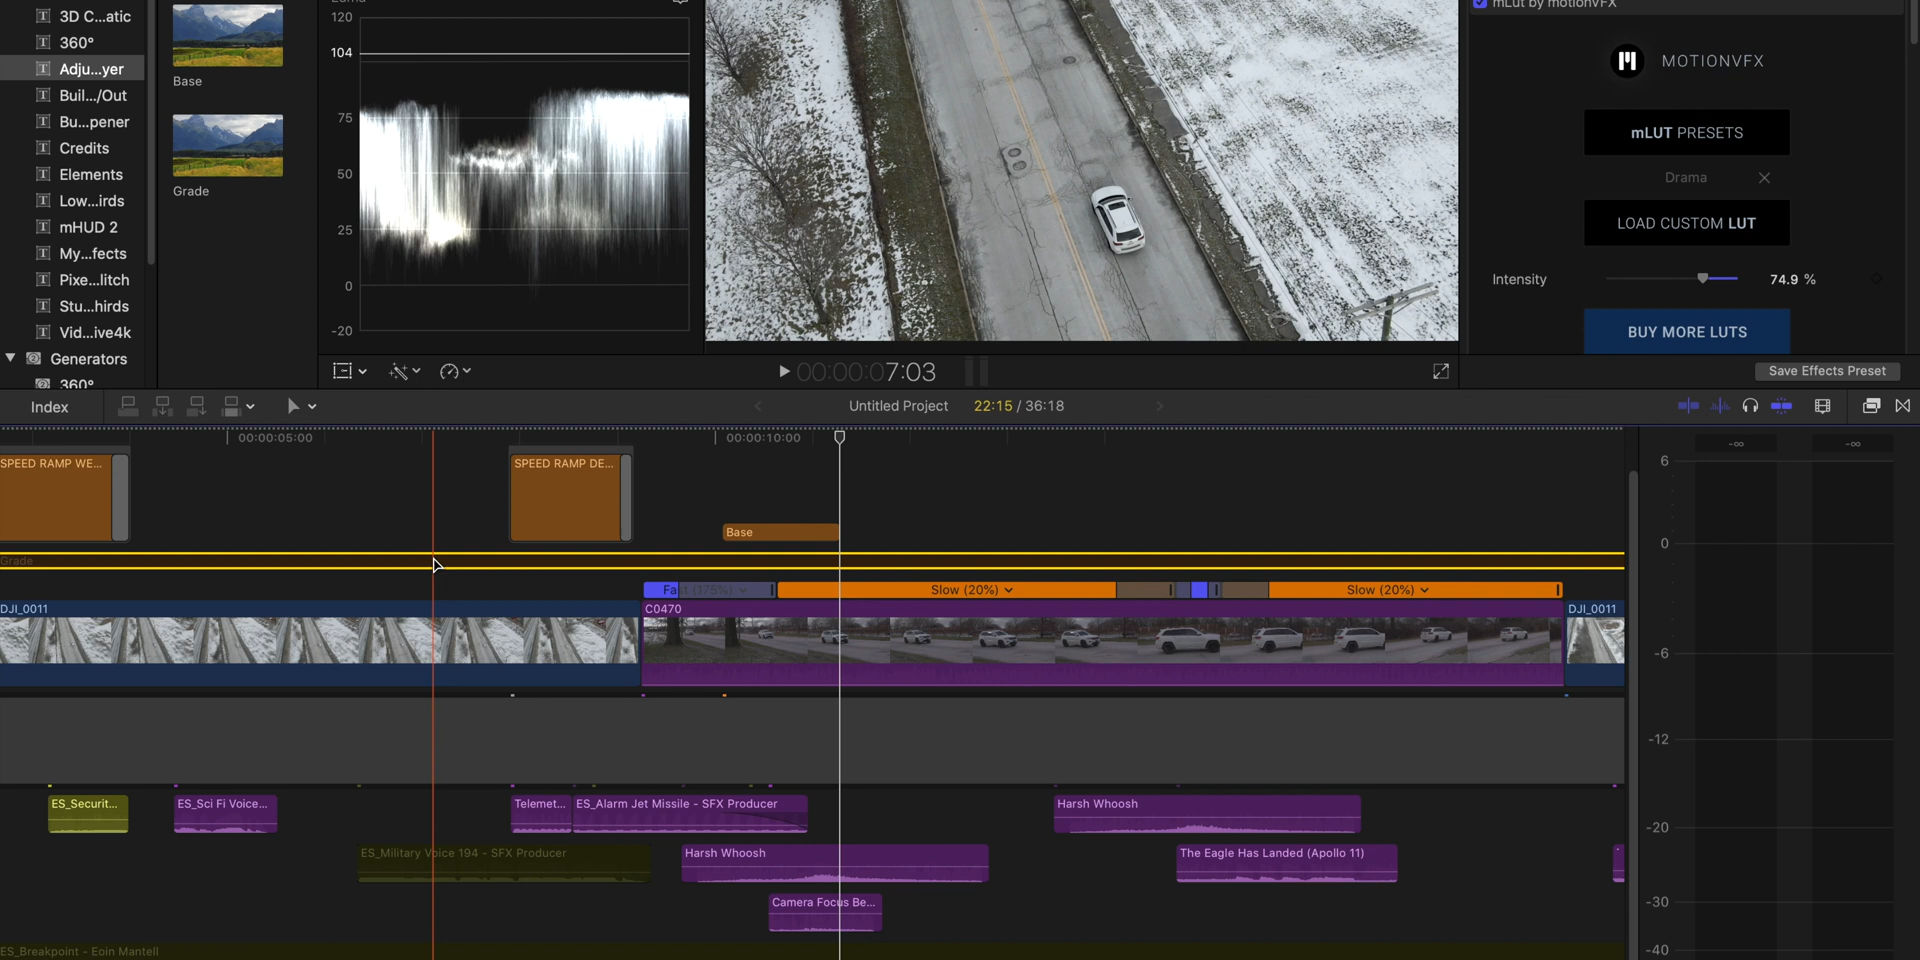 3D C...atic
360°
Adju...yer
Buil.../Out
Bu...pener
Credits
Elements
Low...irds
mHUD 2
My...fects
Pixe...litch
Stu...hirds
Vid...ive4k
Generators
360°
Base
Grade
120
104
75
50
25
0
-20
mLut by motionVFX
MOTIONVFX
mLUT PRESETS
Drama
LOAD CUSTOM LUT
Intensity
74.9 %
BUY MORE LUTS
00:00:07:03
Save Effects Preset
Index
Untitled Project
22:15 / 36:18
00:00:05:00
00:00:10:00
SPEED RAMP WE...
SPEED RAMP DE...
Base
Grade
Fast (175%)
Slow (20%)
Slow (20%)
DJI_0011
C0470
DJI_0011
ES_Securit...
ES_Sci Fi Voice...
Telemet...
ES_Alarm Jet Missile - SFX Producer
Harsh Whoosh
ES_Military Voice 194 - SFX Producer
Harsh Whoosh
The Eagle Has Landed (Apollo 11)
Camera Focus Be...
ES_Breakpoint - Eoin Mantell
-∞
-∞
6
0
-6
-12
-20
-30
-40